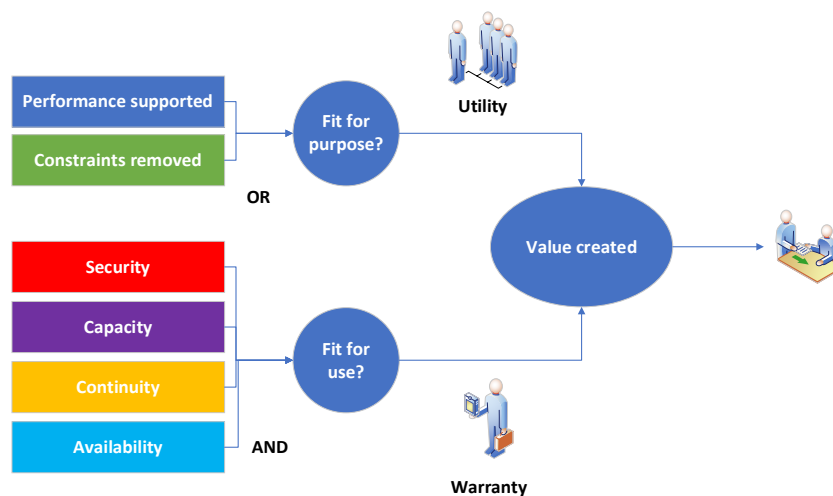 Utility
Performance supported
Fit for
purpose?
Constraints removed
OR
Value created
Security
Capacity
Fit for
use?
Continuity
Availability
AND
Warranty